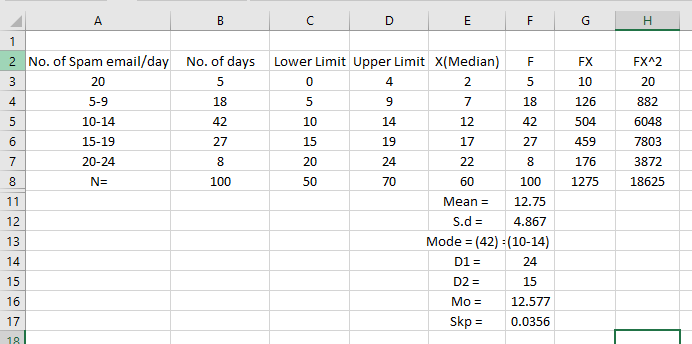 A B C D E F G H
1
2 No. of Spam email/day No. of days Lower Limit Upper Limit X(Median) F FX FX^2
3 20 5 0 4 2 5 10 20
4 5-9 18 5 9 7 18 126 882
5 10-14 42 10 14 12 42 504 6048
6 15-19 27 15 19 17 27 459 7803
7 20-24 8 20 24 22 8 176 3872
8 N= 100 50 70 60 100 1275 18625
11 Mean = 12.75
12 S.d = 4.867
13 Mode = (42) :(10-14)
14 D1 = 24
15 D2 = 15
16 Mo = 12.577
17 Skp = 0.0356
18